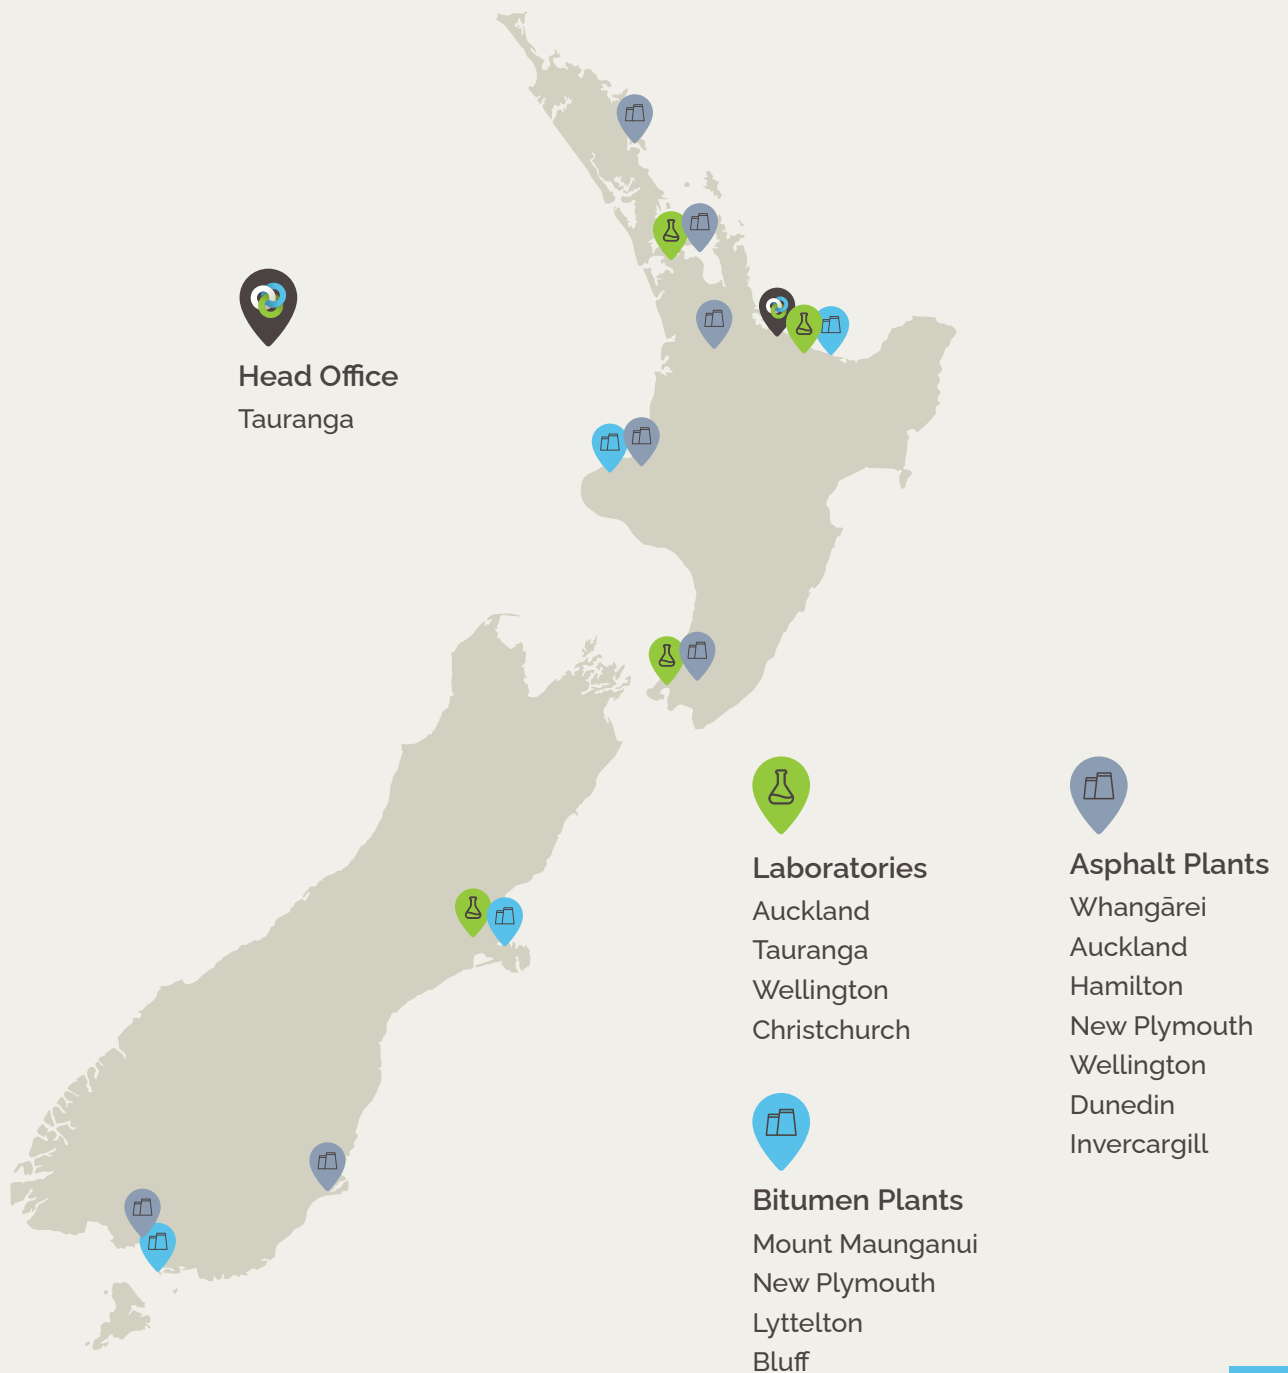 Head Office
Tauranga
Laboratories
Auckland
Tauranga
Wellington
Christchurch
Bitumen Plants
Mount Maunganui
New Plymouth
Lyttelton
Bluff
Asphalt Plants
Whangārei
Auckland
Hamilton
New Plymouth
Wellington
Dunedin
Invercargill